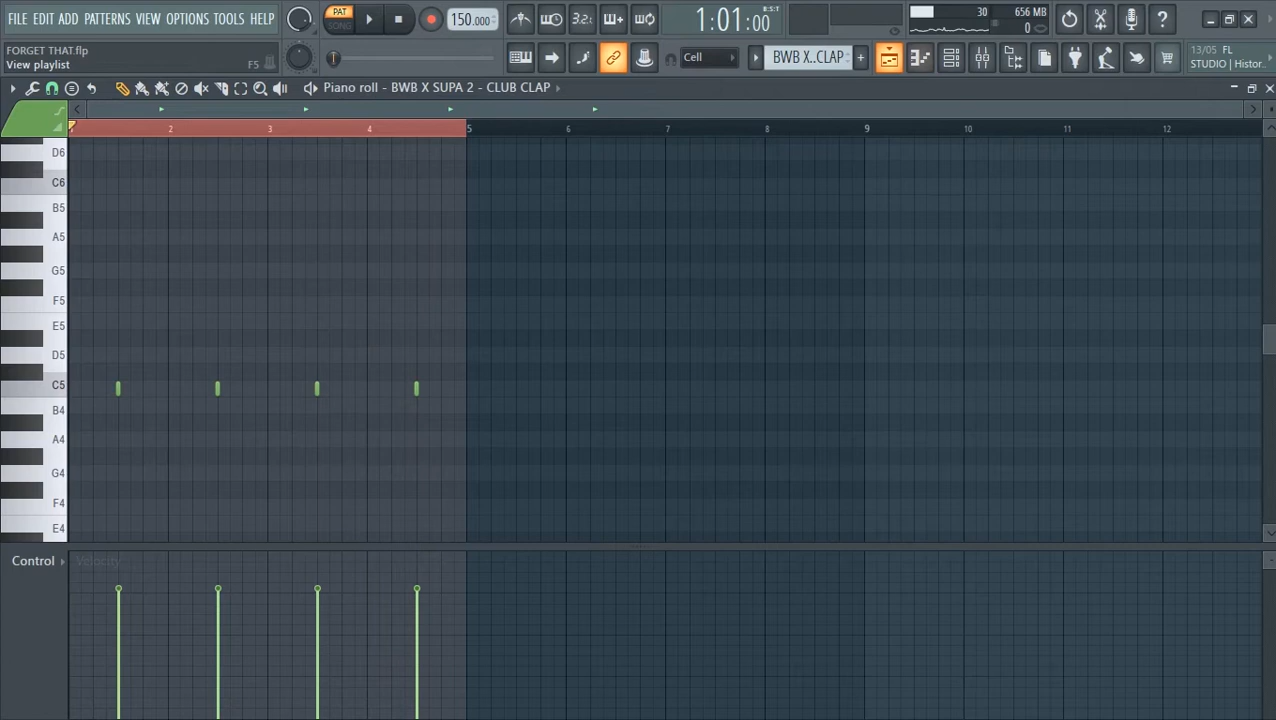 FILE EDIT ADD PATTERNS VIEW OPTIONS TOOLS HELP
PAT
SONG
150.000
3.2
1:01:00
B:S:T
30
656 MB
0
FORGET THAT.flp
View playlist
F5
Cell
BWB X..CLAP
+
13/05 FL
STUDIO | Histor..
Piano roll - BWB X SUPA 2 - CLUB CLAP
1 2 3 4 5 6 7 8 9 10 11 12
D6
C6
B5
A5
G5
F5
E5
D5
C5
B4
A4
G4
F4
E4
Control
Velocity